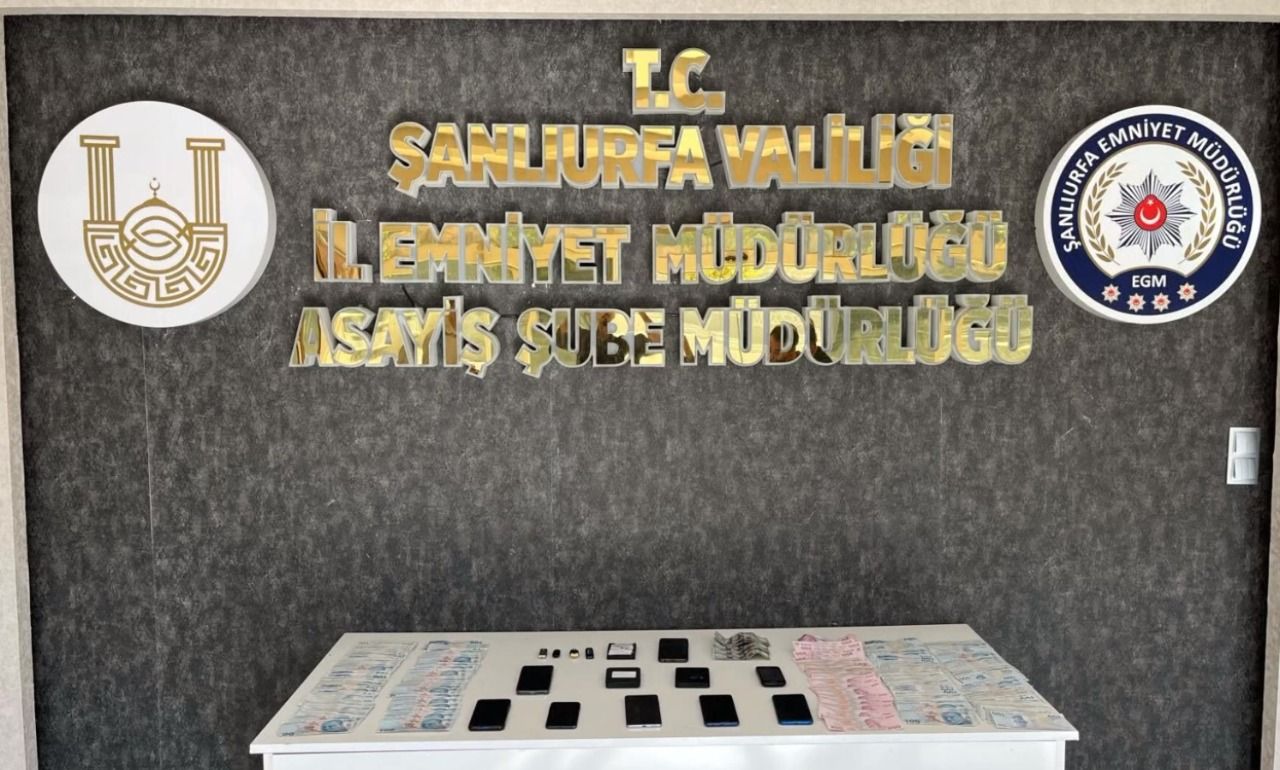 T.C.
ŞANLIURFA VALİLİĞİ
İL EMNİYET MÜDÜRLÜĞÜ
ASAYİŞ ŞUBE MÜDÜRLÜĞÜ
ŞANLIURFA EMNİYET MÜDÜRLÜĞÜ
EGM